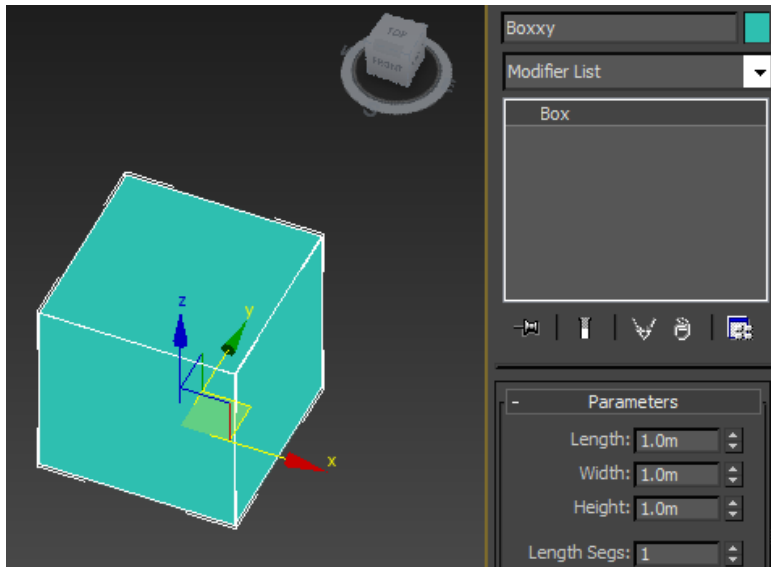 TOP
FRONT
Boxxy
Modifier List
Box
z
y
x
- Parameters
Length: 1.0m
Width: 1.0m
Height: 1.0m
Length Segs: 1